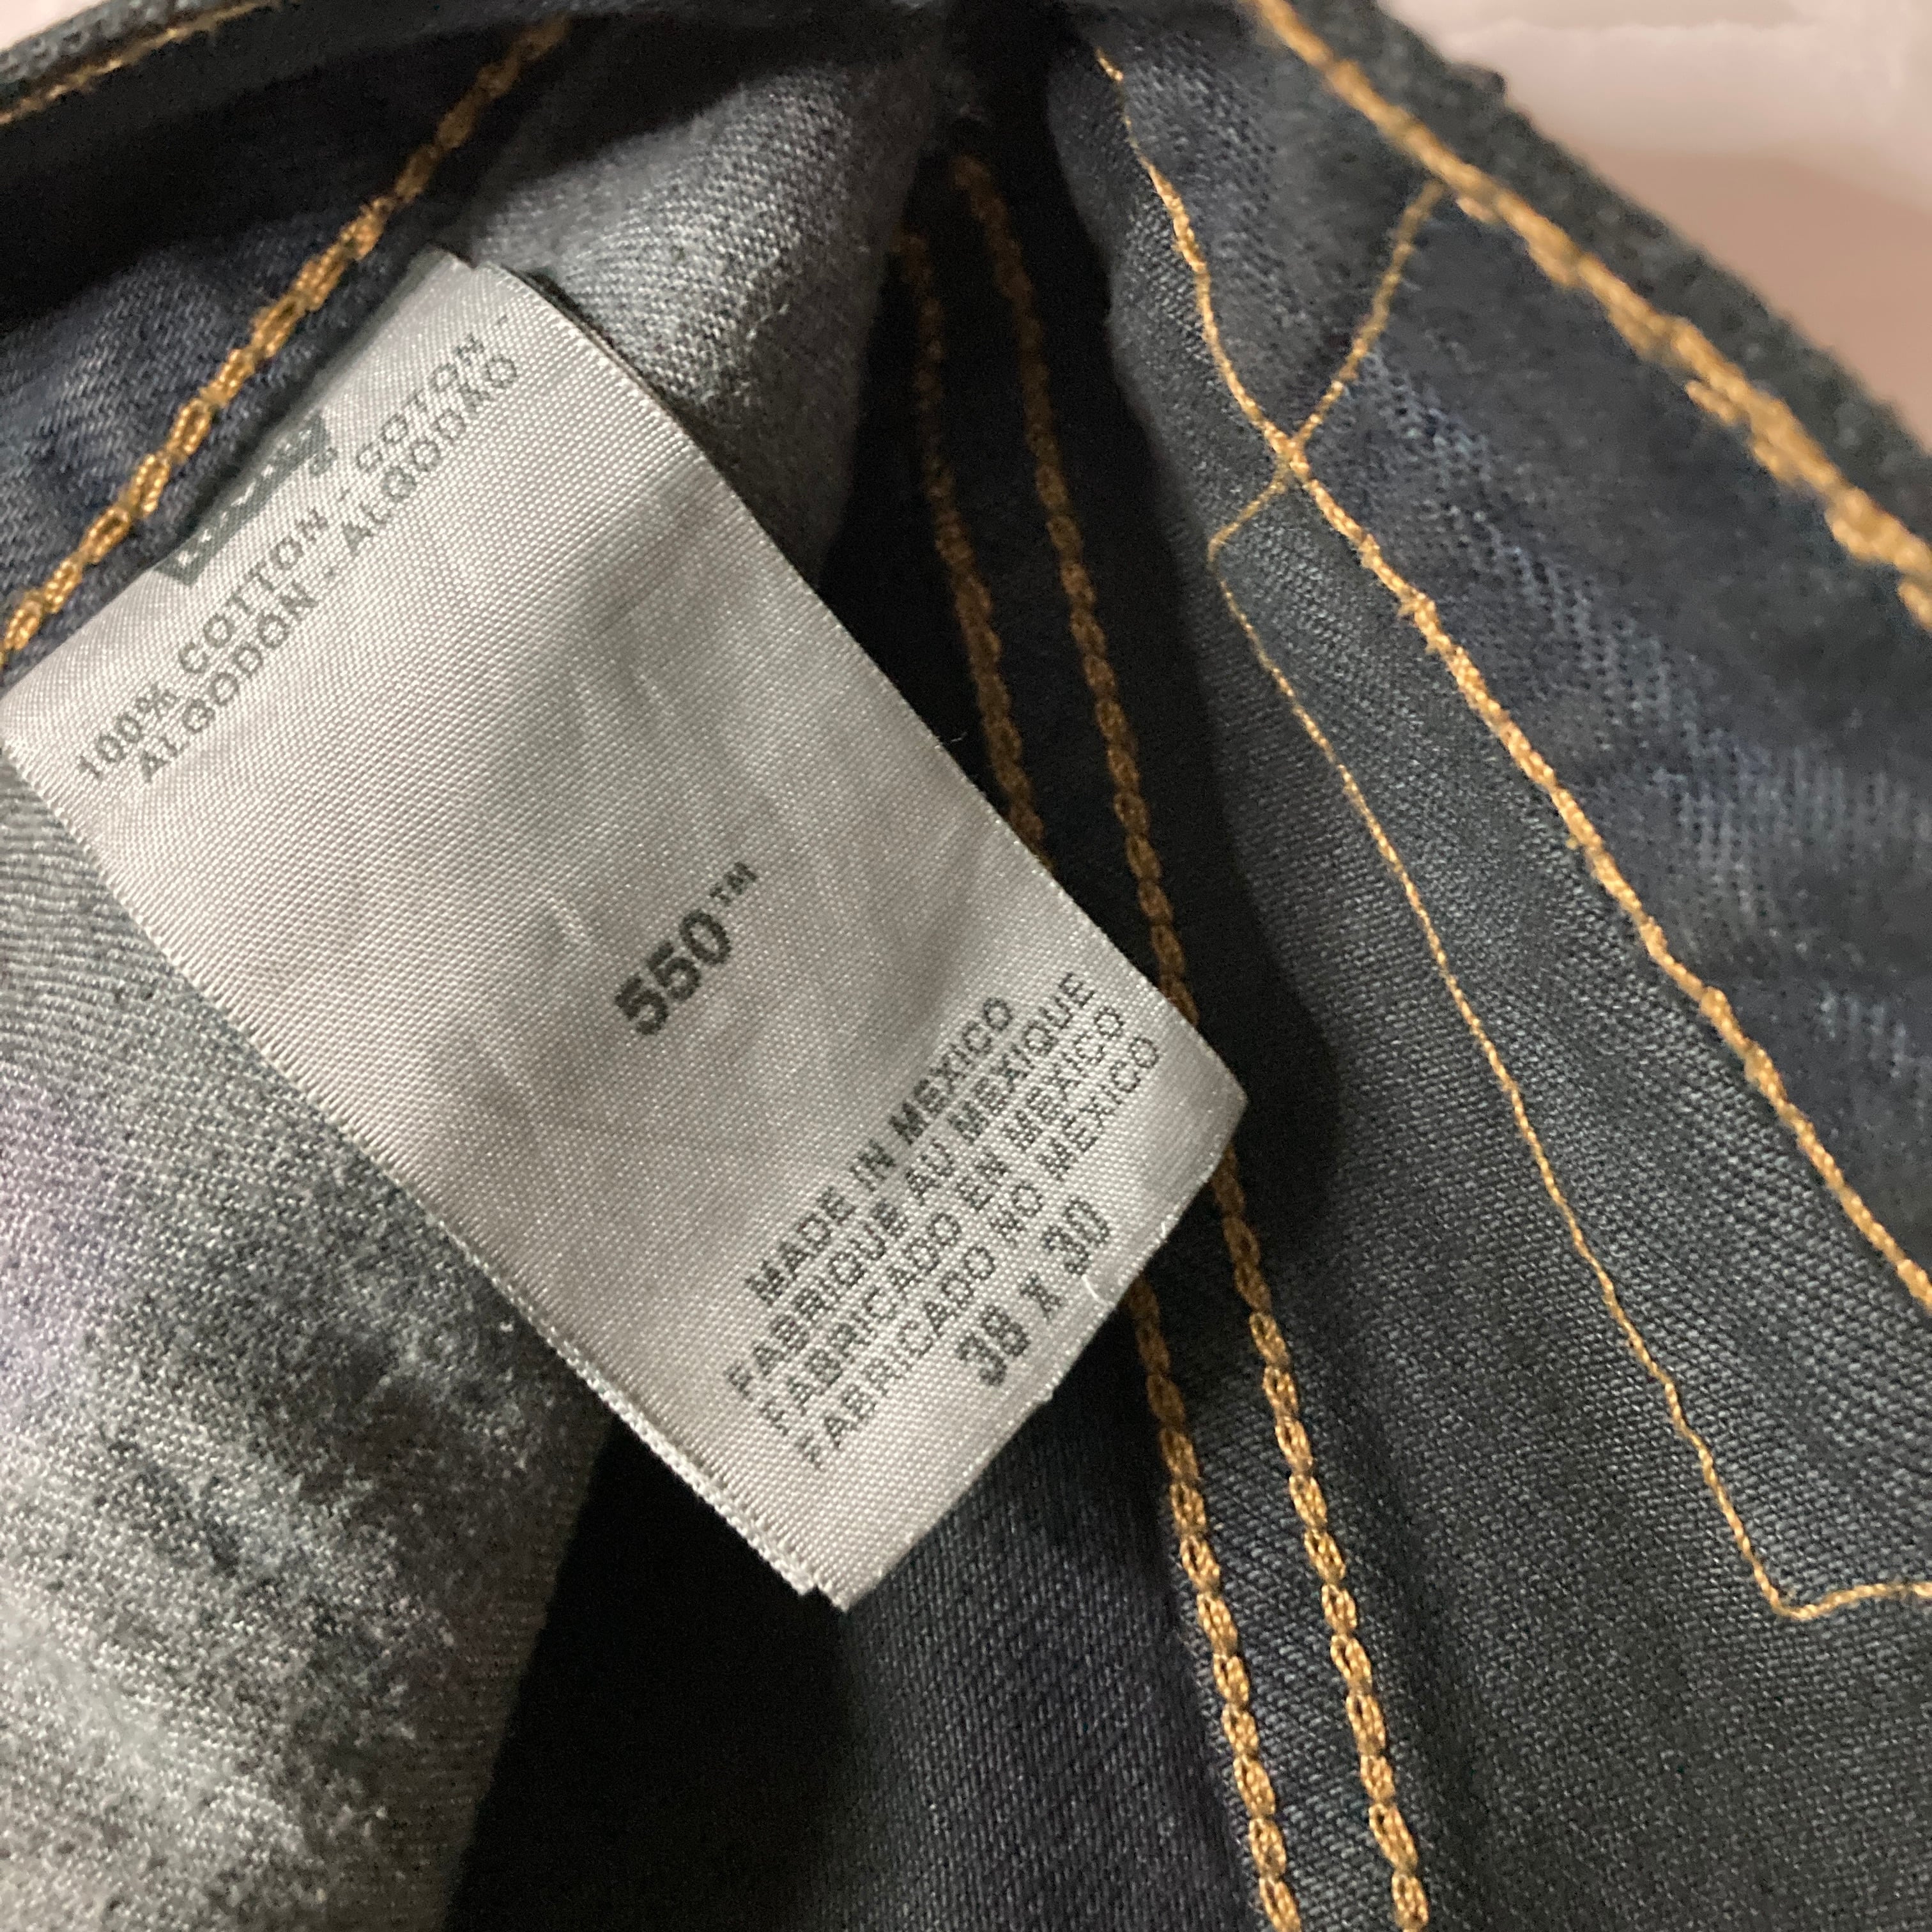 100% COTTON - COTON -
ALGODON - ALGODÃO
550™
MADE IN MEXICO
FABRIQUÉ AU MEXIQUE
FABRICADO EN MEXICO
FABRICADO NO MEXICO
38 X 30